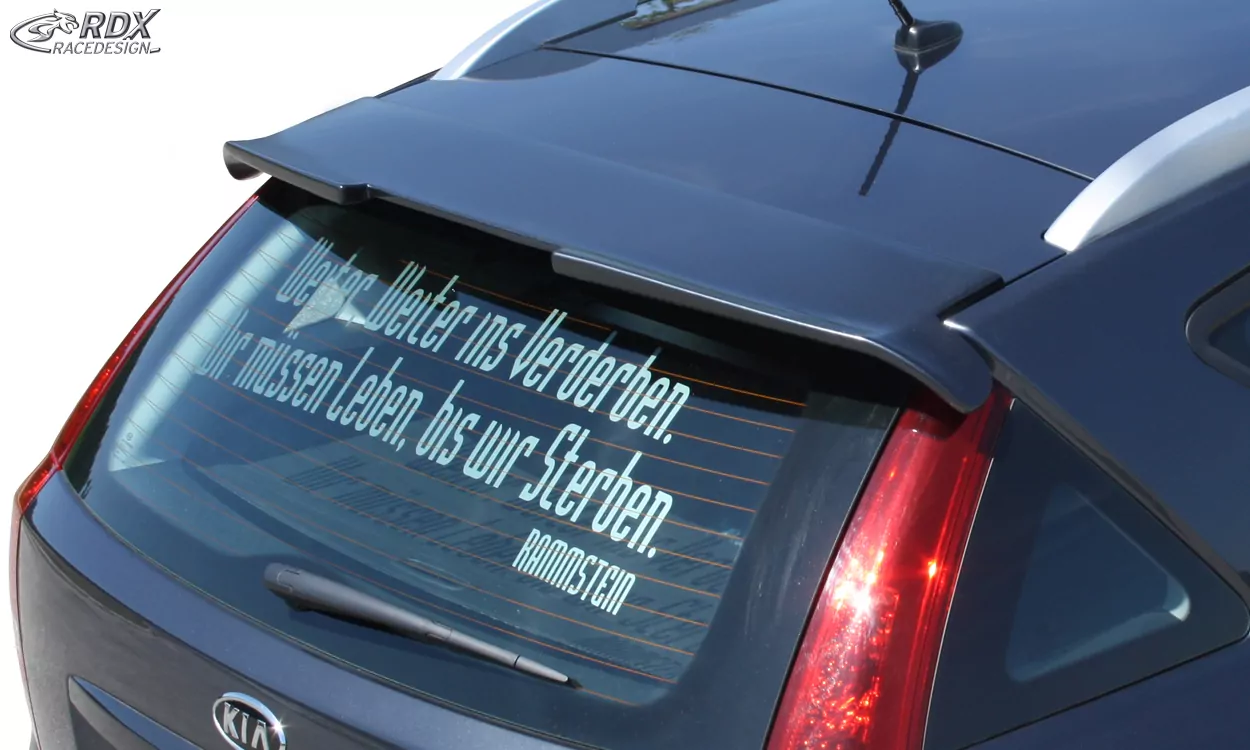 RDX
RACEDESIGN
Weiter, Weiter ins Verderben.
Wir müssen Leben, bis wir Sterben.
RAMMSTEIN
KIA